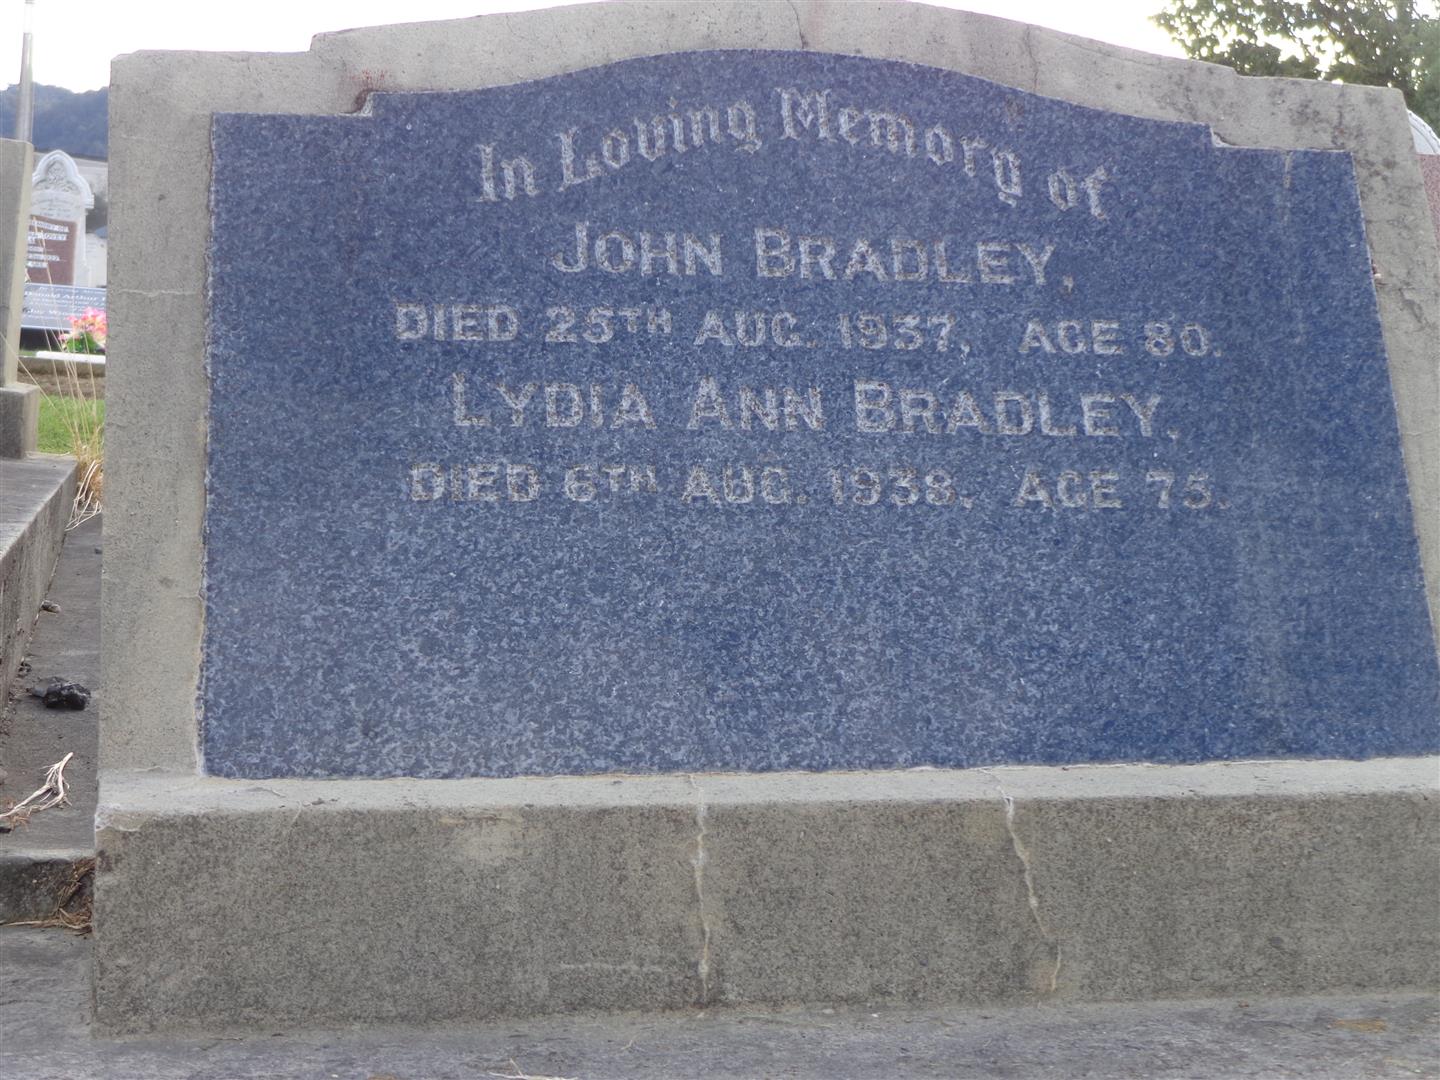 In Loving Memory of
JOHN BRADLEY,
DIED 25TH AUG. 1937, AGE 80.
LYDIA ANN BRADLEY,
DIED 6TH AUG. 1938, AGE 75.